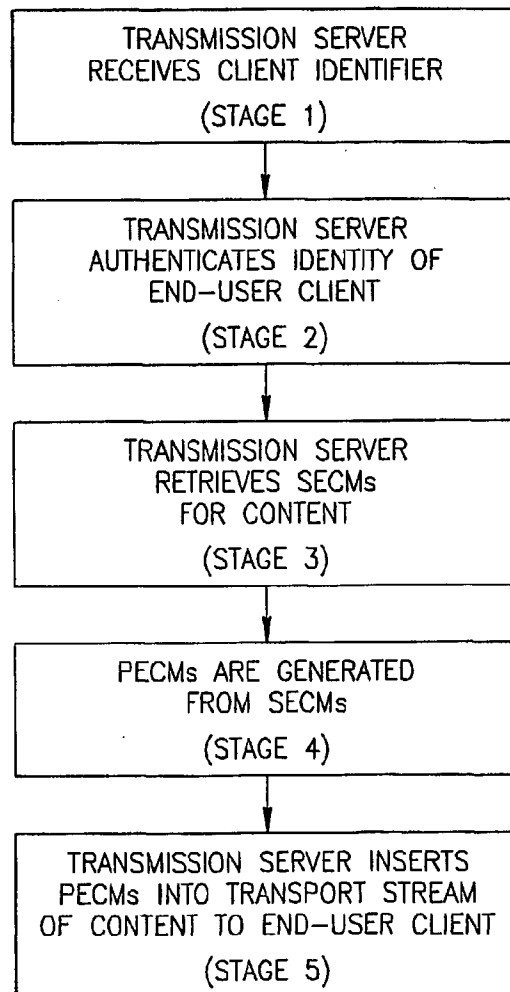 TRANSMISSION SERVER
RECEIVES CLIENT IDENTIFIER
(STAGE 1)
TRANSMISSION SERVER
AUTHENTICATES IDENTITY OF
END-USER CLIENT
(STAGE 2)
TRANSMISSION SERVER
RETRIEVES SECMs
FOR CONTENT
(STAGE 3)
PECMs ARE GENERATED
FROM SECMs
(STAGE 4)
TRANSMISSION SERVER INSERTS
PECMs INTO TRANSPORT STREAM
OF CONTENT TO END-USER CLIENT
(STAGE 5)